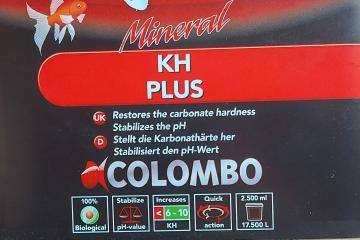 Mineral
KH
PLUS
UK Restores the carbonate hardness
Stabilizes the pH
D Stellt die Karbonathärte her
Stabilisiert den pH-Wert
COLOMBO
100%
Biological
Stabilize
pH-value
Increases
< 6 - 10
KH
Quick
action
2.500 ml
17.500 L